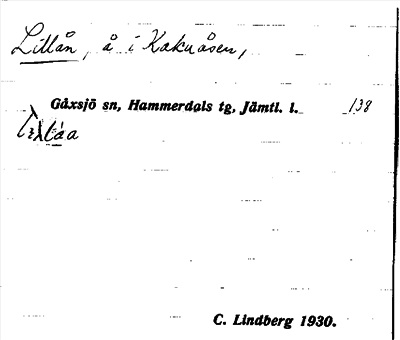 Lillån, å i Kakuåsen,
Gåxsjö sn, Hammerdals tg, Jämtl. l. 138
C. Lindberg 1930.